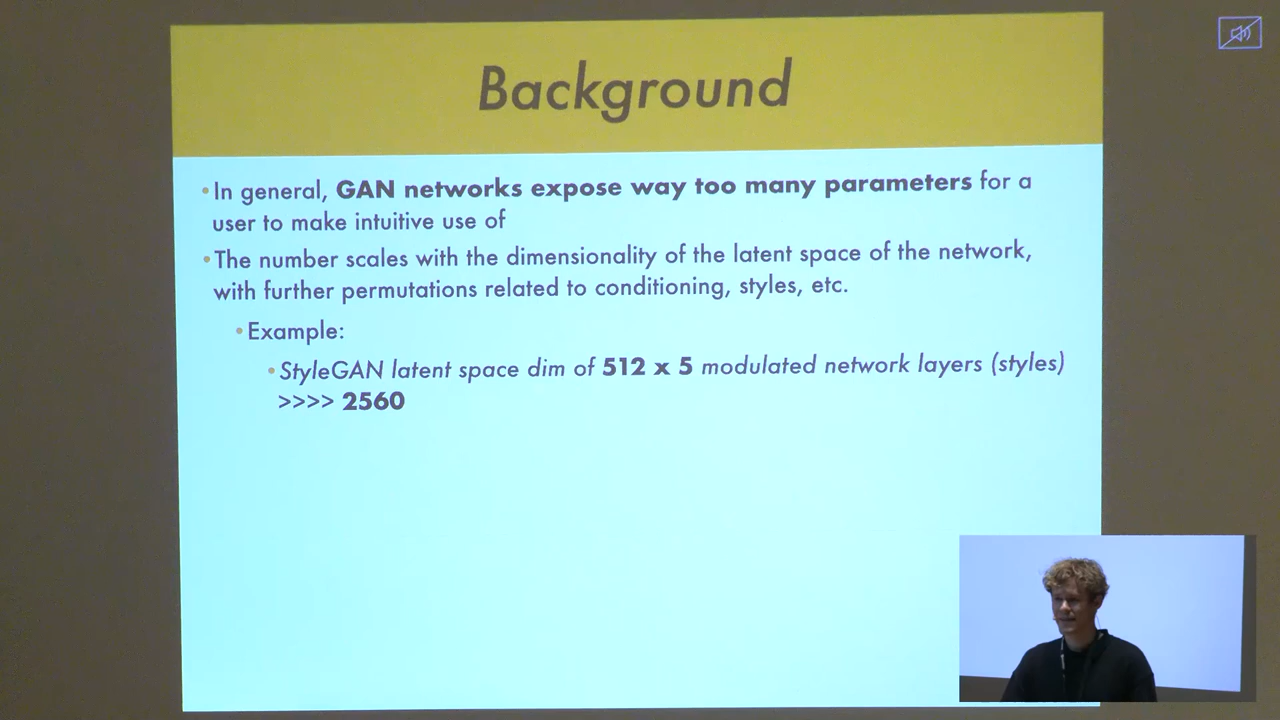 Background
•In general, GAN networks expose way too many parameters for a
user to make intuitive use of
•The number scales with the dimensionality of the latent space of the network,
with further permutations related to conditioning, styles, etc.
•Example:
•StyleGAN latent space dim of 512 x 5 modulated network layers (styles)
>>>> 2560